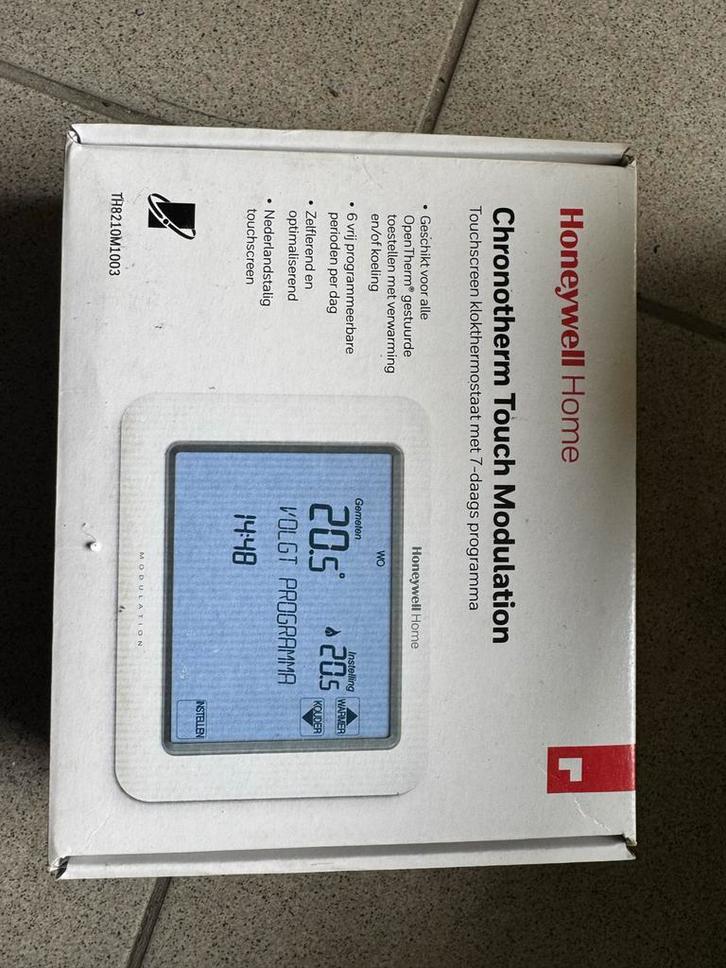 Honeywell Home
Chronotherm Touch Modulation
Touchscreen klokthermostaat met 7-daags programma
• Geschikt voor alle
OpenTherm® gestuurde
toestellen met verwarming
en/of koeling
• 6 vrij programmeerbare
perioden per dag
• Zelflerend en
optimaliserend
• Nederlandstalig
touchscreen
TH8210M1003
Honeywell Home
WO
Gemeten
20.5°
Instelling
20.5
WARMER
KOUDER
VOLGT PROGRAMMA
14:48
INSTELLEN
MODULATION